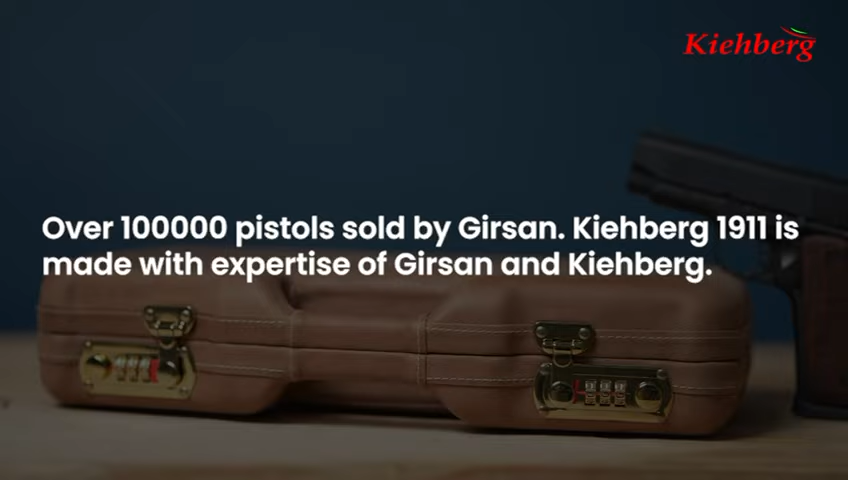 Kiehberg
Over 100000 pistols sold by Girsan. Kiehberg 1911 is
made with expertise of Girsan and Kiehberg.